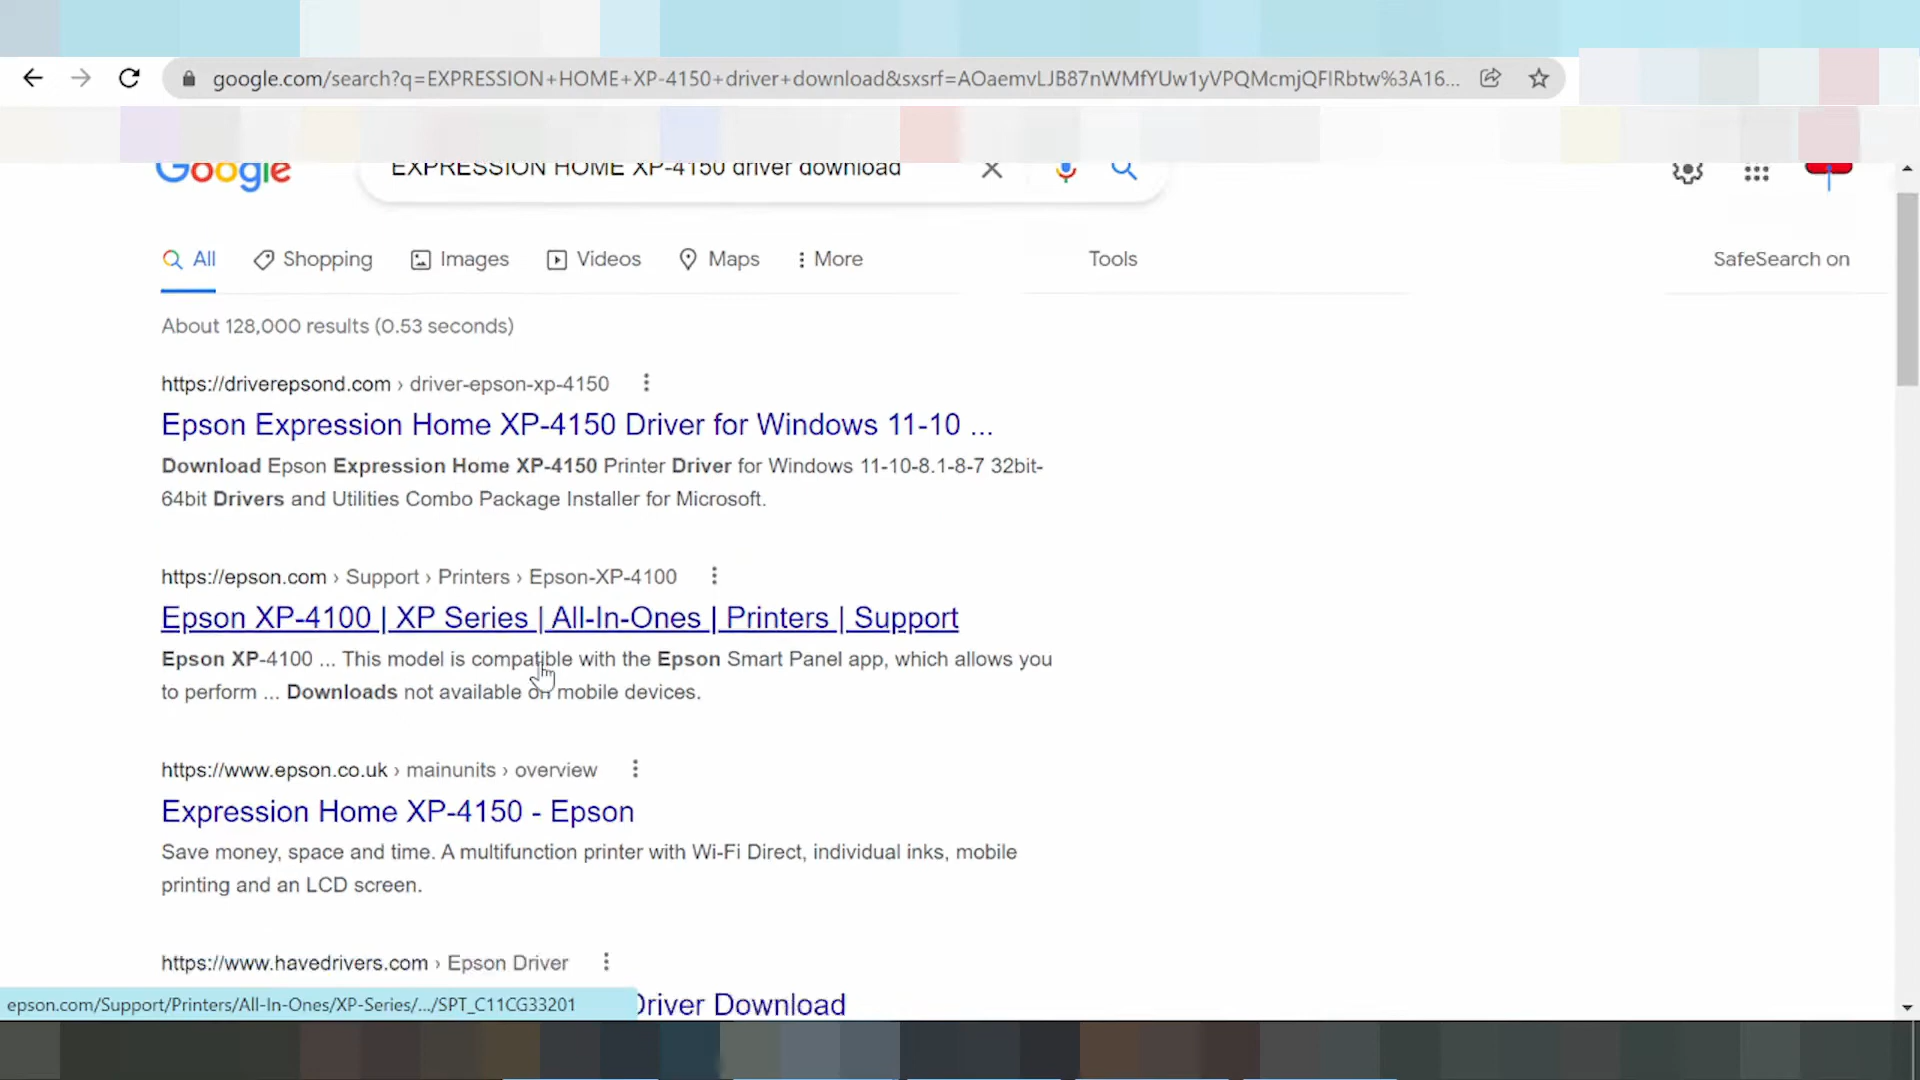 google.com/search?q=EXPRESSION+HOME+XP-4150+driver+download&sxsrf=AOaemvLJB87nWMfYUw1yVPQMcmjQFIRbtw%3A16...
Google
EXPRESSION HOME XP-4150 driver download
All
Shopping
Images
Videos
Maps
More
Tools
SafeSearch on
About 128,000 results (0.53 seconds)
https://driverepsond.com › driver-epson-xp-4150
Epson Expression Home XP-4150 Driver for Windows 11-10 ...
Download Epson Expression Home XP-4150 Printer Driver for Windows 11-10-8.1-8-7 32bit-
64bit Drivers and Utilities Combo Package Installer for Microsoft.
https://epson.com › Support › Printers › Epson-XP-4100
Epson XP-4100 | XP Series | All-In-Ones | Printers | Support
Epson XP-4100 ... This model is compatible with the Epson Smart Panel app, which allows you
to perform ... Downloads not available on mobile devices.
https://www.epson.co.uk › mainunits › overview
Expression Home XP-4150 - Epson
Save money, space and time. A multifunction printer with Wi-Fi Direct, individual inks, mobile
printing and an LCD screen.
https://www.havedrivers.com › Epson Driver
Driver Download
epson.com/Support/Printers/All-In-Ones/XP-Series/.../SPT_C11CG33201